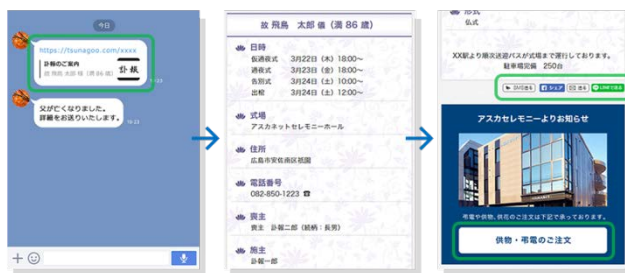 今日
https://tsunagoo.com/xxxx
訃報のご案内
故 飛鳥 太郎 様（満 86 歳）
訃報
父が亡くなりました。
詳細をお送りいたします。
故 飛鳥 太郎 儀（満 86 歳）
日時
仮通夜式 3月22日（木）18:00〜
通夜式 3月23日（金）18:00〜
告別式 3月24日（土）10:00〜
出棺 3月24日（土）12:00〜
式場
アスカネットセレモニーホール
住所
広島市安佐南区祇園
電話番号
082-850-1223 ☎
喪主
喪主 訃報二郎（続柄：長男）
施主
訃報一郎
形式
仏式
XX駅より順次送迎バスが式場まで運行しております。
駐車場完備 250台
シェア
送る
LINEで送る
アスカセレモニーよりお知らせ
弔電や供物、供花のご注文は下記で承っております。
供物・弔電のご注文